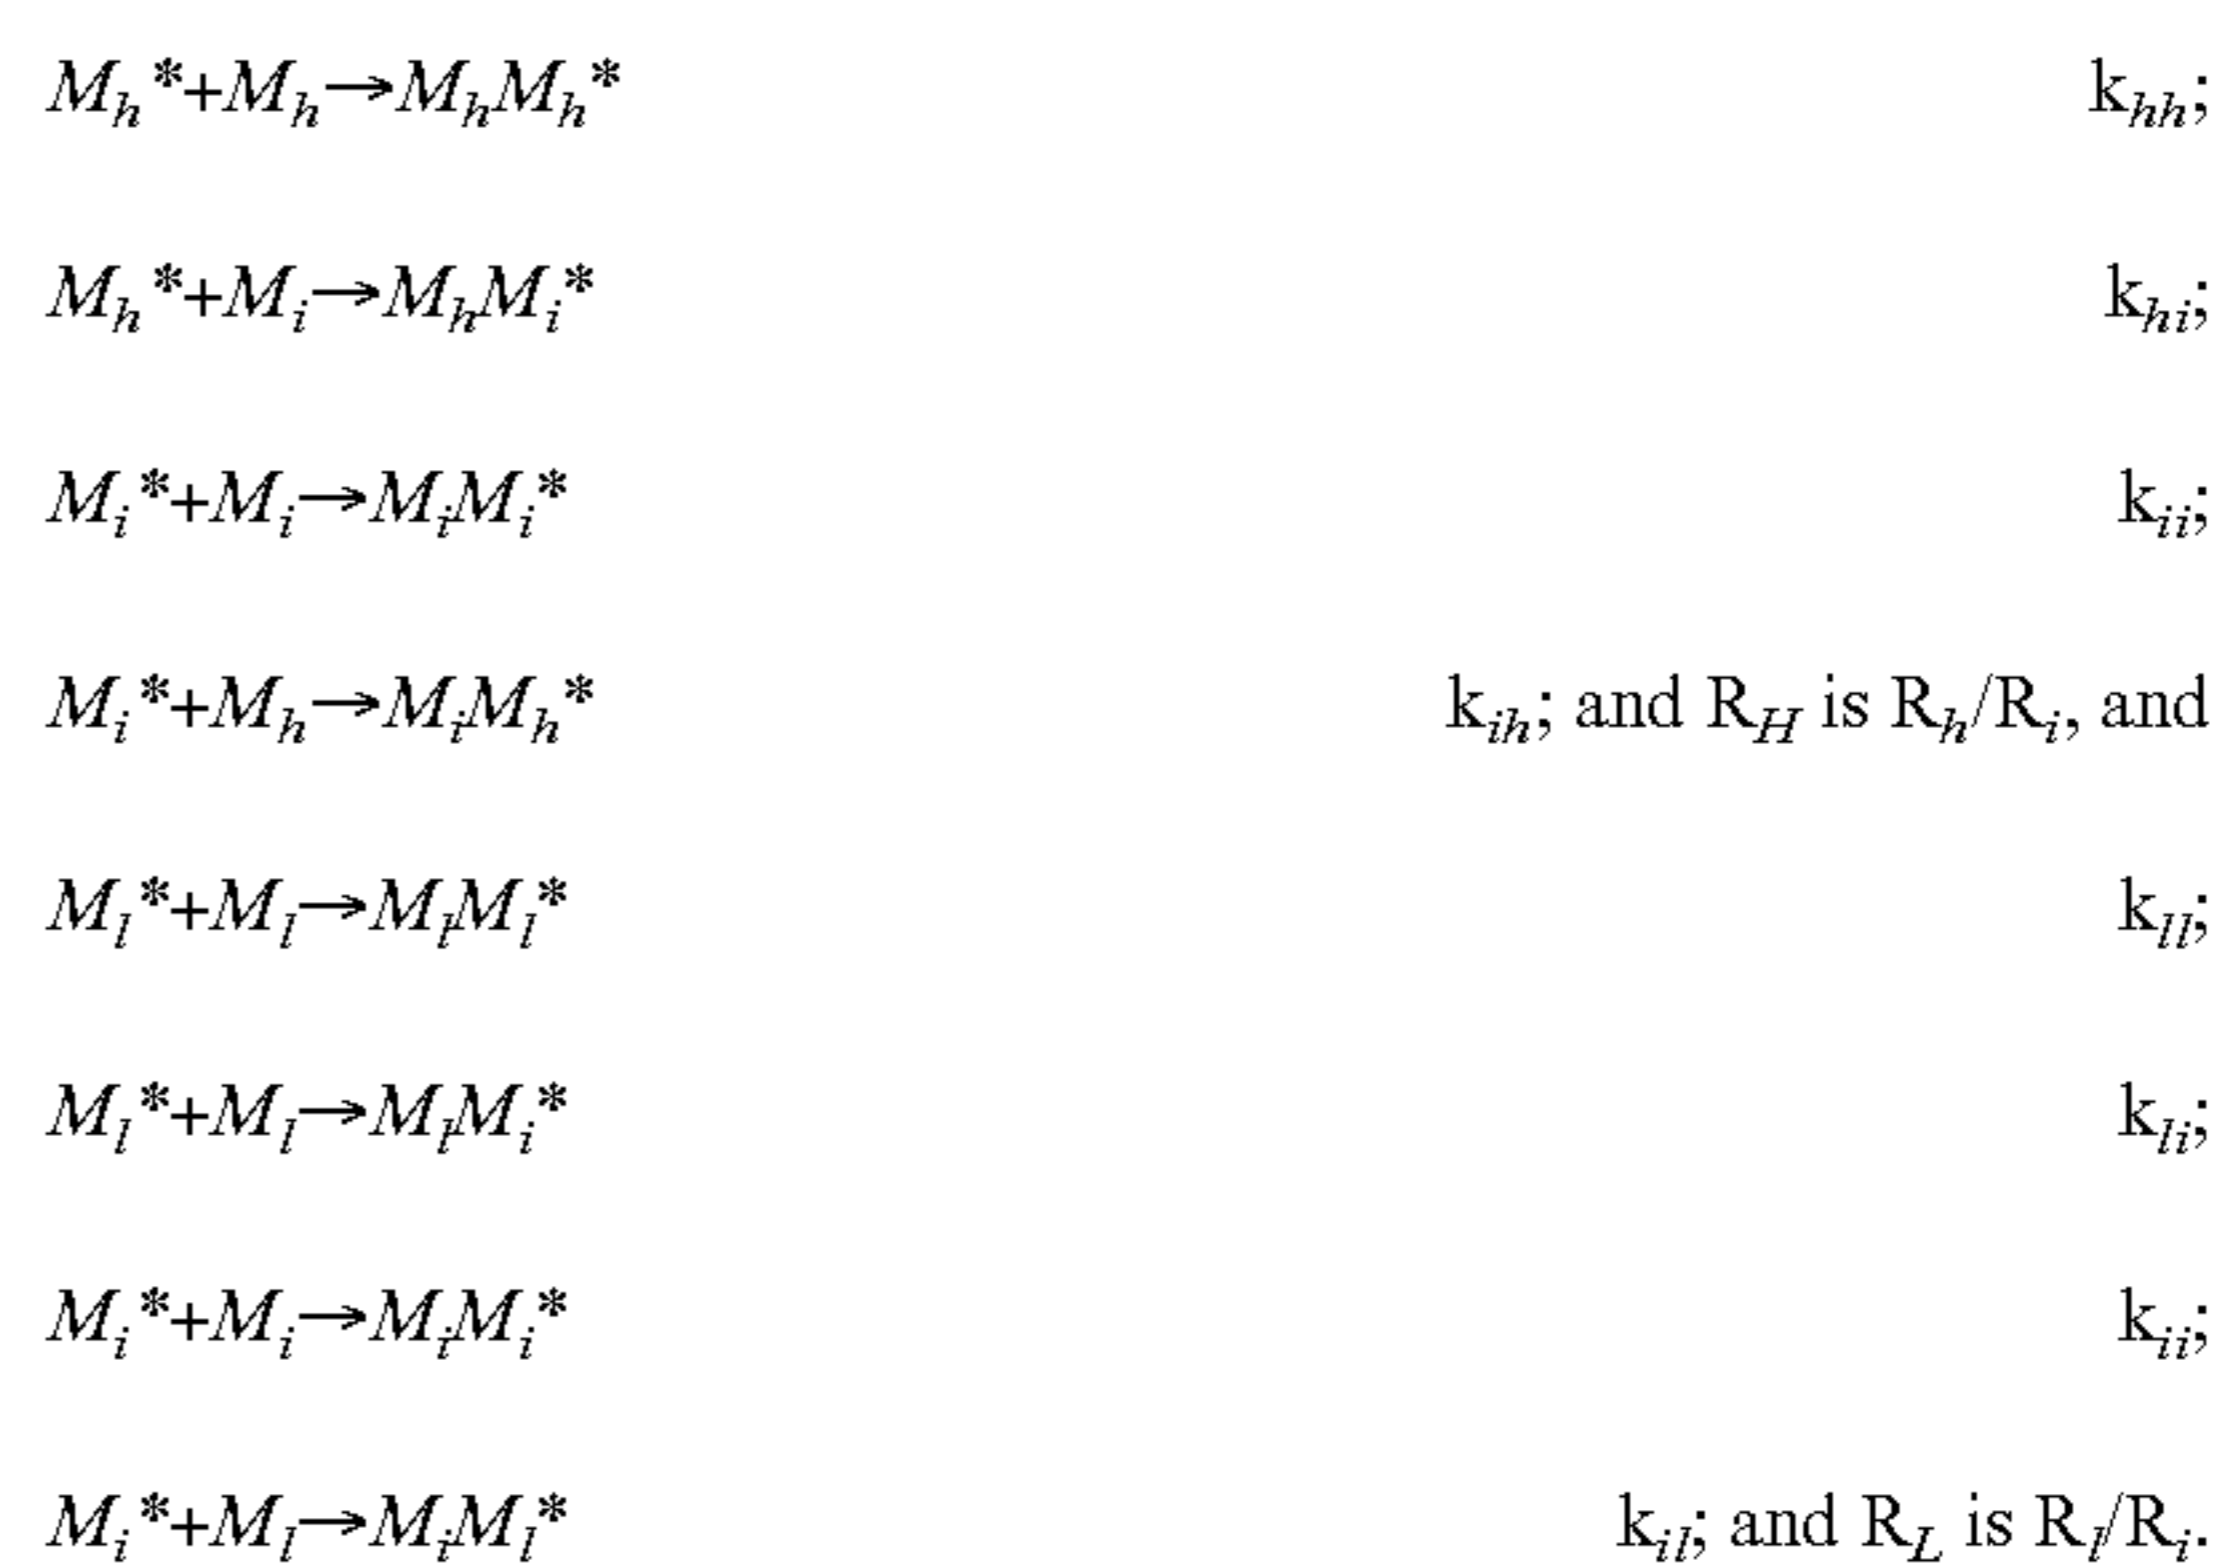 M_h*+M_h→M_hM_h* k_hh;
M_h*+M_i→M_hM_i* k_hi;
M_i*+M_i→M_iM_i* k_ii;
M_i*+M_h→M_iM_h* k_ih; and R_H is R_h/R_i, and
M_l*+M_l→M_lM_l* k_ll;
M_l*+M_l→M_lM_i* k_li;
M_i*+M_i→M_iM_i* k_ii;
M_i*+M_l→M_iM_l* k_il; and R_L is R_l/R_i.